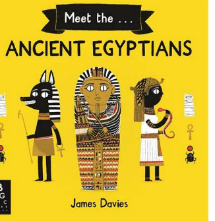 Meet the ...
ANCIENT EGYPTIANS
James Davies